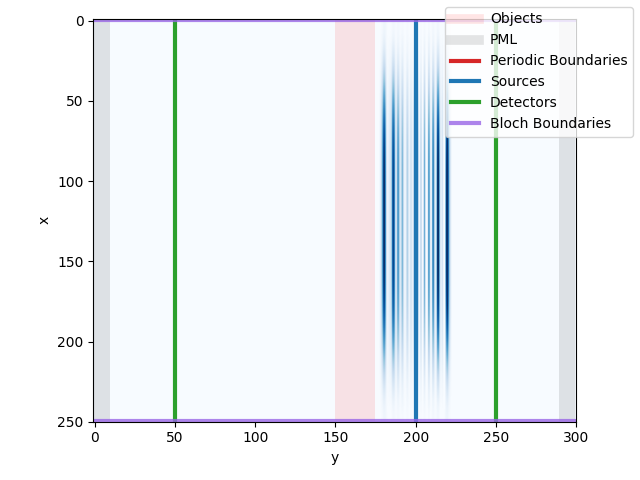 Objects
PML
Periodic Boundaries
Sources
Detectors
Bloch Boundaries
0
50
100
150
200
250
x
0
50
100
150
200
250
300
y